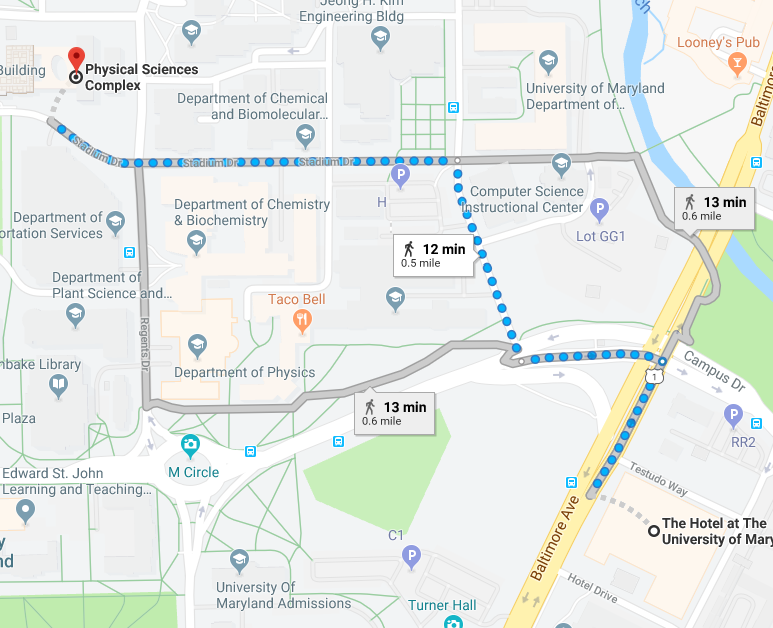 Jeong H. Kim
Engineering Bldg
Looney's Pub
Building
Physical Sciences
Complex
Department of Chemical
and Biomolecular...
University of Maryland
Department of...
Stadium Dr
Stadium Dr
Stadium Dr
H
Computer Science
Instructional Center
13 min
0.6 mile
Department of Chemistry
& Biochemistry
Department of
ortation Services
Lot GG1
12 min
0.5 mile
Department of
Plant Science and...
Taco Bell
Regents Dr
Department of Physics
nbake Library
1
Campus Dr
Plaza
13 min
0.6 mile
RR2
M Circle
Edward St. John
Learning and Teaching...
Testudo Way
Baltimore Ave
The Hotel at The
University of Mary
y
nd
C1
Hotel Drive
University Of
Maryland Admissions
Turner Hall
Baltimo